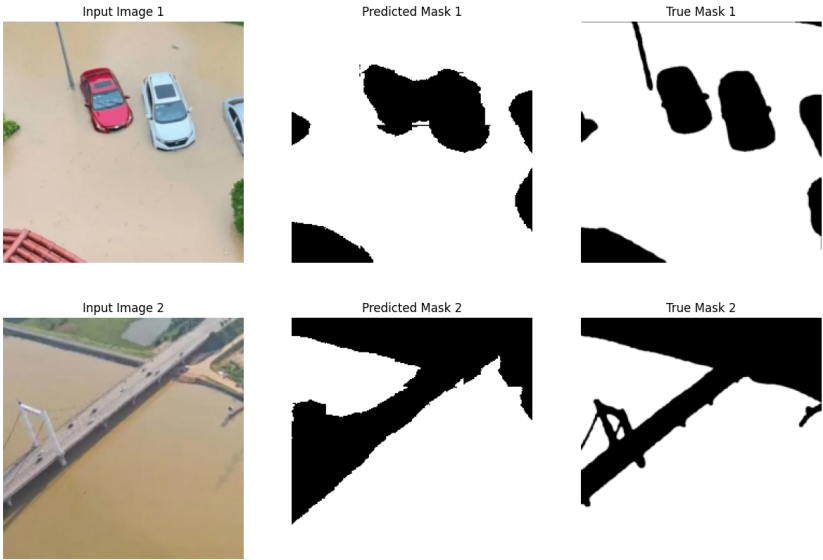 Input Image 1
Predicted Mask 1
True Mask 1
Input Image 2
Predicted Mask 2
True Mask 2